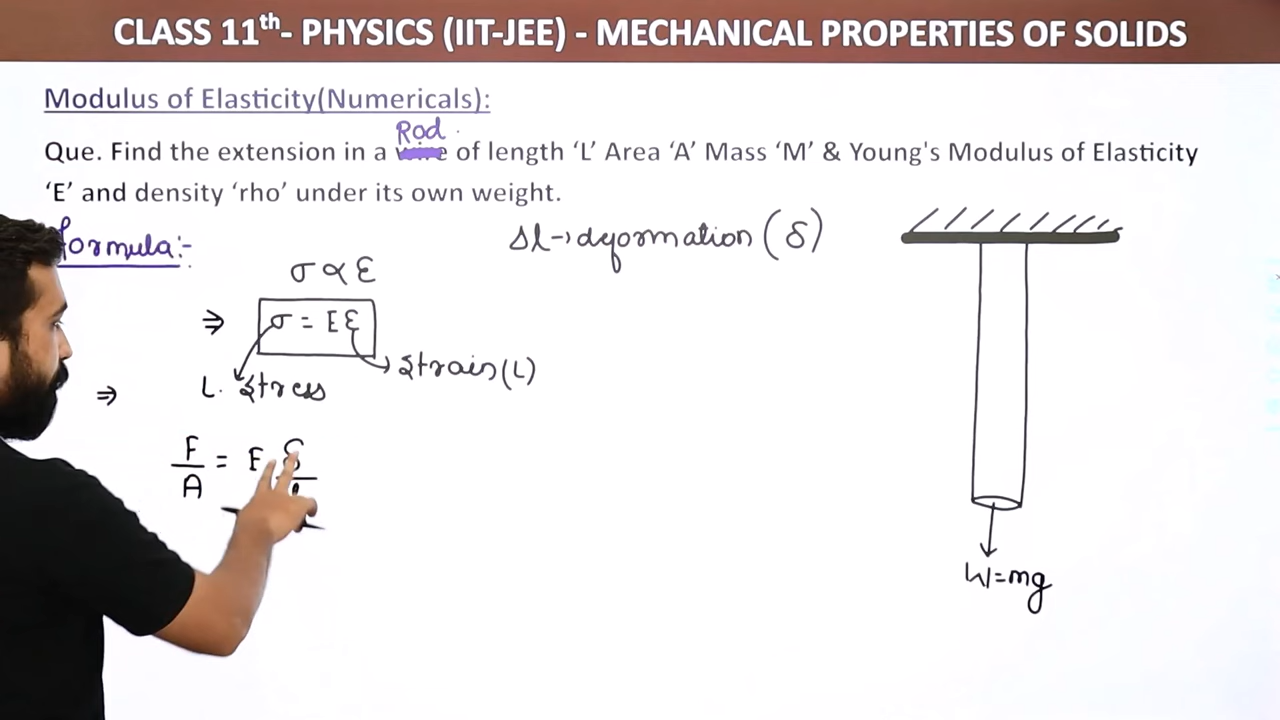 CLASS 11th- PHYSICS (IIT-JEE) - MECHANICAL PROPERTIES OF SOLIDS
Modulus of Elasticity(Numericals):
Rod
Que. Find the extension in a of length ‘L’ Area ‘A’ Mass ‘M’ & Young's Modulus of Elasticity
‘E’ and density ‘rho’ under its own weight.
Formula:-
Δl→deformation (δ)
σ ∝ ε
⇒ σ = Eε
L. Stress
Strain(L)
⇒
F/A = E δ
W=mg